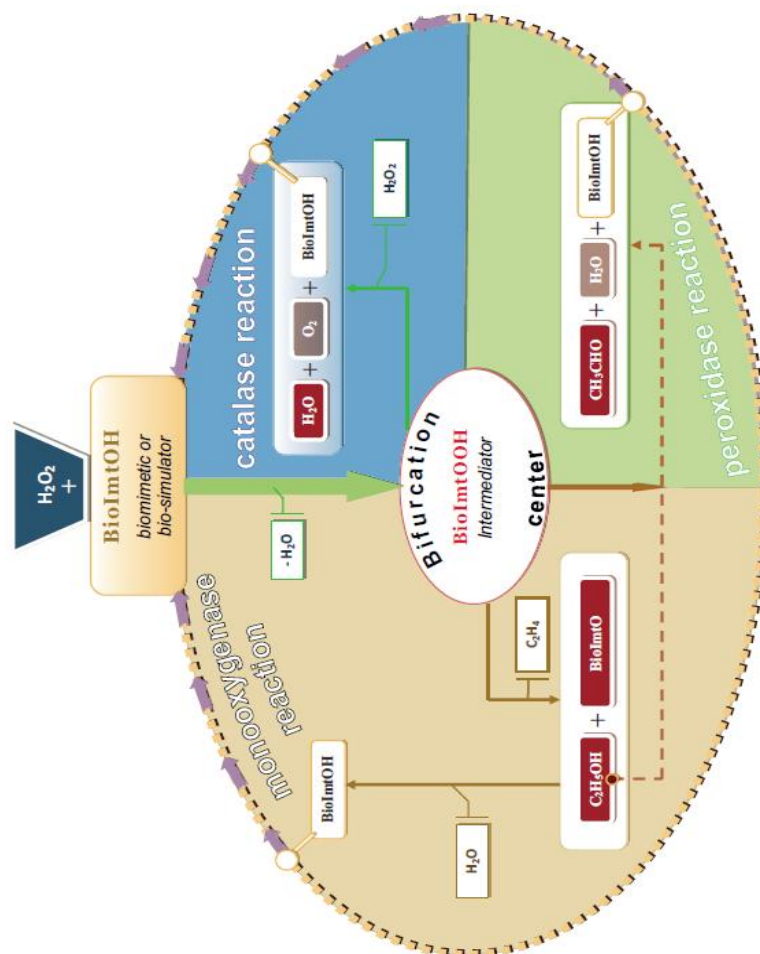 H₂O₂
+
BioImtOH
biomimetic or
bio-simulator
- H₂O
catalase reaction
H₂O + O₂ + BioImtOH
H₂O₂
Bifurcation
BioImtOOH
Intermediator
center
monooxygenase
reaction
BioImtOH
H₂O
C₂H₄
C₂H₅OH + BioImtO
peroxidase reaction
CH₃CHO + H₂O + BioImtOH